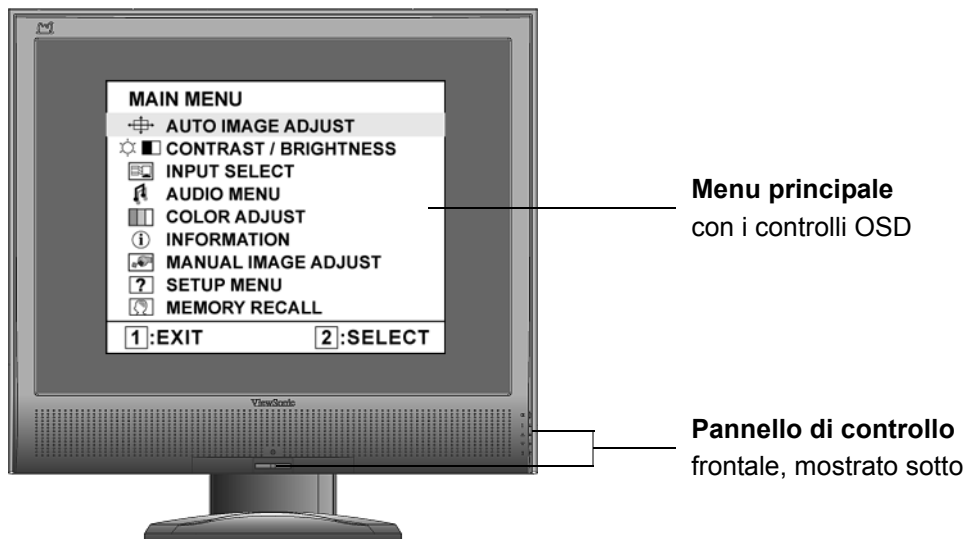 MAIN MENU
AUTO IMAGE ADJUST
CONTRAST / BRIGHTNESS
INPUT SELECT
AUDIO MENU
COLOR ADJUST
INFORMATION
MANUAL IMAGE ADJUST
? SETUP MENU
MEMORY RECALL
1:EXIT 2:SELECT
Menu principale
con i controlli OSD
ViewSonic
Pannello di controllo
frontale, mostrato sotto